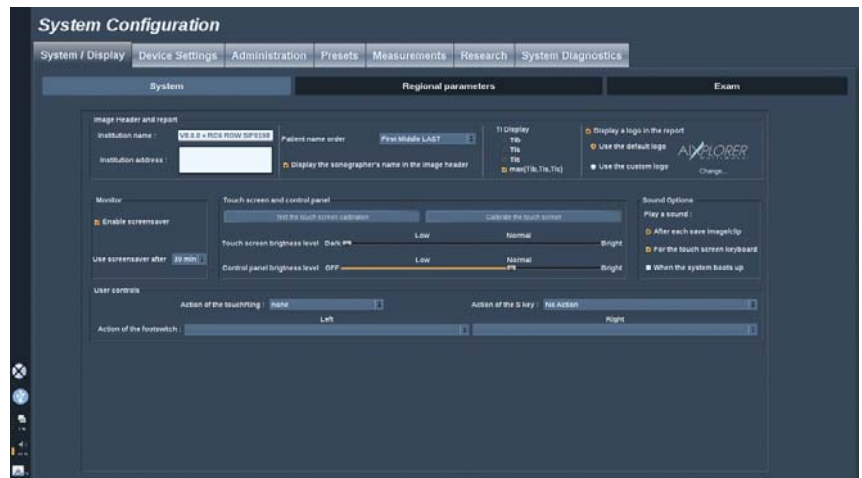 System Configuration
System / Display Device Settings Administration Presets Measurements Research System Diagnostics
System Regional parameters Exam
Image Header and report
Institution name :
Patient name order First Middle LAST
Institution address :
Display the sonographer's name in the image header
TI Display
Tib
Tis
Tic
max(Tib,Tis,Tic)
Display a logo in the report
Use the default logo AIXPLORER
Use the custom logo Change...
Monitor
Enable screensaver
Use screensaver after 20 min
Touch screen and control panel
Test the touch screen calibration Calibrate the touch screen
Low Normal
Touch screen brigtness level Dark Bright
Low Normal
Control panel brigtness level OFF Bright
Sound Options
Play a sound :
After each save image/clip
For the touch screen keyboard
When the system boots up
User controls
Action of the touchRing : none Action of the S key : No Action
Left Right
Action of the footswitch :